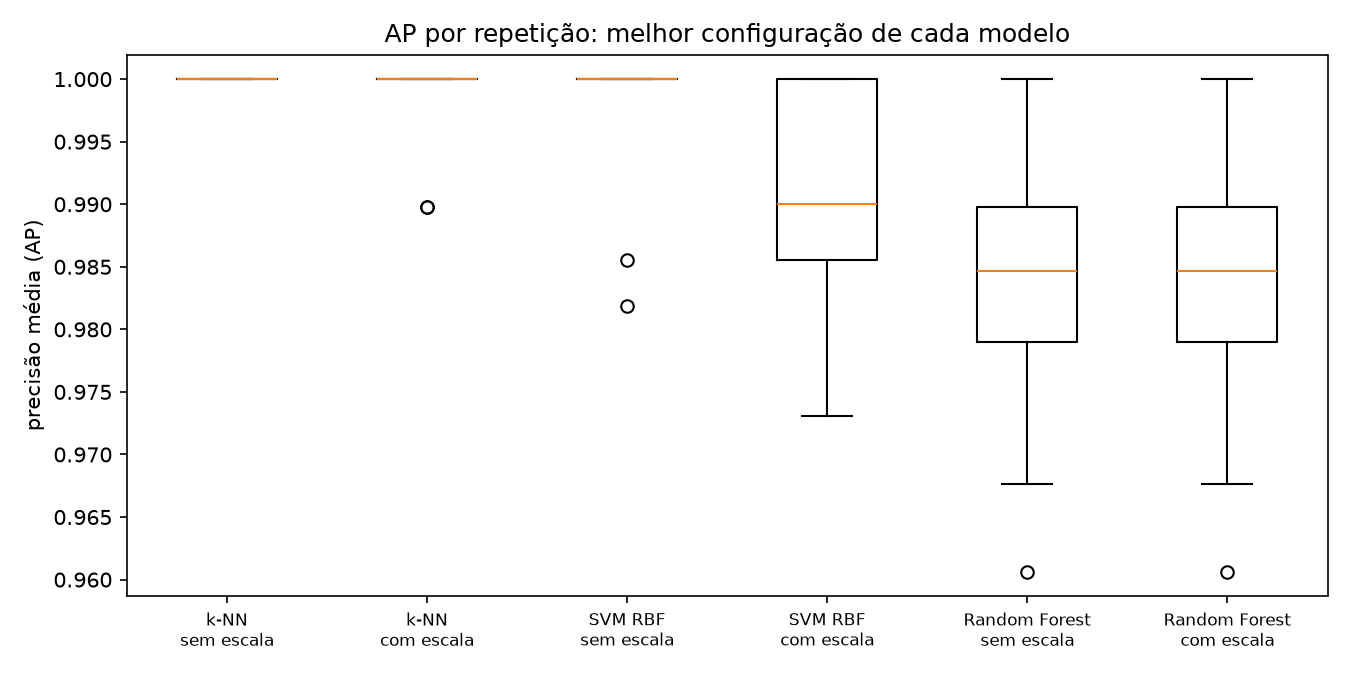 AP por repetição: melhor configuração de cada modelo
precisão média (AP)
1.000
0.995
0.990
0.985
0.980
0.975
0.970
0.965
0.960
k-NN
sem escala
k-NN
com escala
SVM RBF
sem escala
SVM RBF
com escala
Random Forest
sem escala
Random Forest
com escala